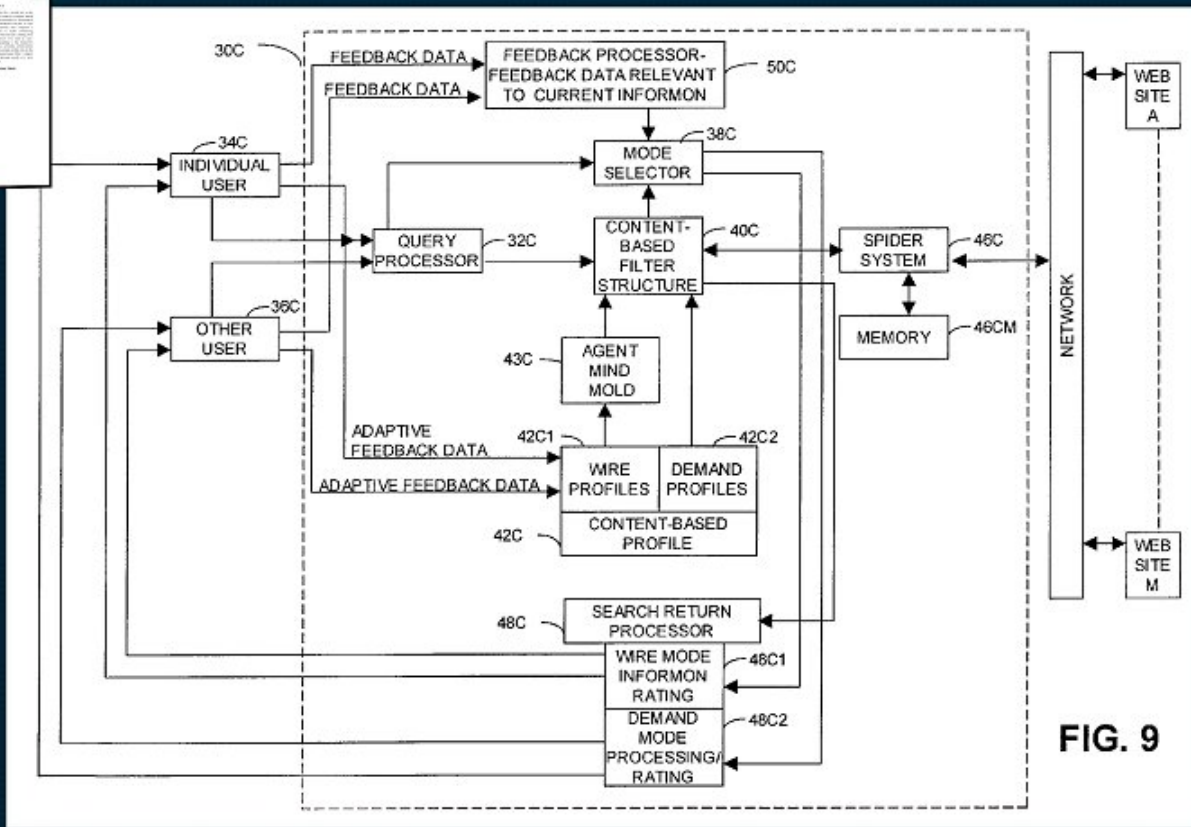 30C
FEEDBACK DATA
FEEDBACK DATA
FEEDBACK PROCESSOR-
FEEDBACK DATA RELEVANT
TO CURRENT INFORMON
50C
34C
INDIVIDUAL
USER
38C
MODE
SELECTOR
QUERY
PROCESSOR
32C
CONTENT-
BASED
FILTER
STRUCTURE
40C
SPIDER
SYSTEM
46C
MEMORY
46CM
36C
OTHER
USER
43C
AGENT
MIND
MOLD
ADAPTIVE
FEEDBACK DATA
ADAPTIVE FEEDBACK DATA
42C1
42C2
WIRE
PROFILES
DEMAND
PROFILES
42C
CONTENT-BASED
PROFILE
48C
SEARCH RETURN
PROCESSOR
WIRE MODE
INFORMON
RATING
48C1
DEMAND
MODE
PROCESSING/
RATING
48C2
NETWORK
WEB
SITE
A
WEB
SITE
M
FIG. 9